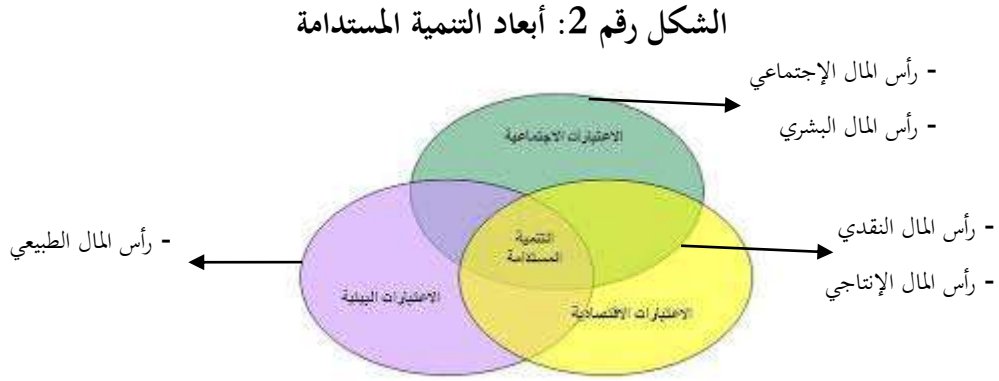 الشكل رقم 2: أبعاد التنمية المستدامة
- رأس المال الإجتماعي
- رأس المال البشري
الاعتبارات الاجتماعية
- رأس المال النقدي
- رأس المال الإنتاجي
التنمية
المستدامة
- رأس المال الطبيعي
الاعتبارات البيئية
الاعتبارات الاقتصادية